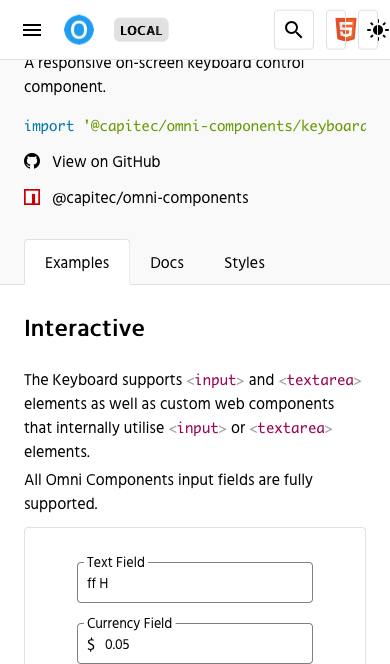 LOCAL
A responsive on-screen keyboard control
component.
import '@capitec/omni-components/keyboard
View on GitHub
@capitec/omni-components
Examples Docs Styles
Interactive
The Keyboard supports <input> and <textarea>
elements as well as custom web components
that internally utilise <input> or <textarea>
elements.
All Omni Components input fields are fully
supported.
Text Field
ff H
Currency Field
$ 0.05